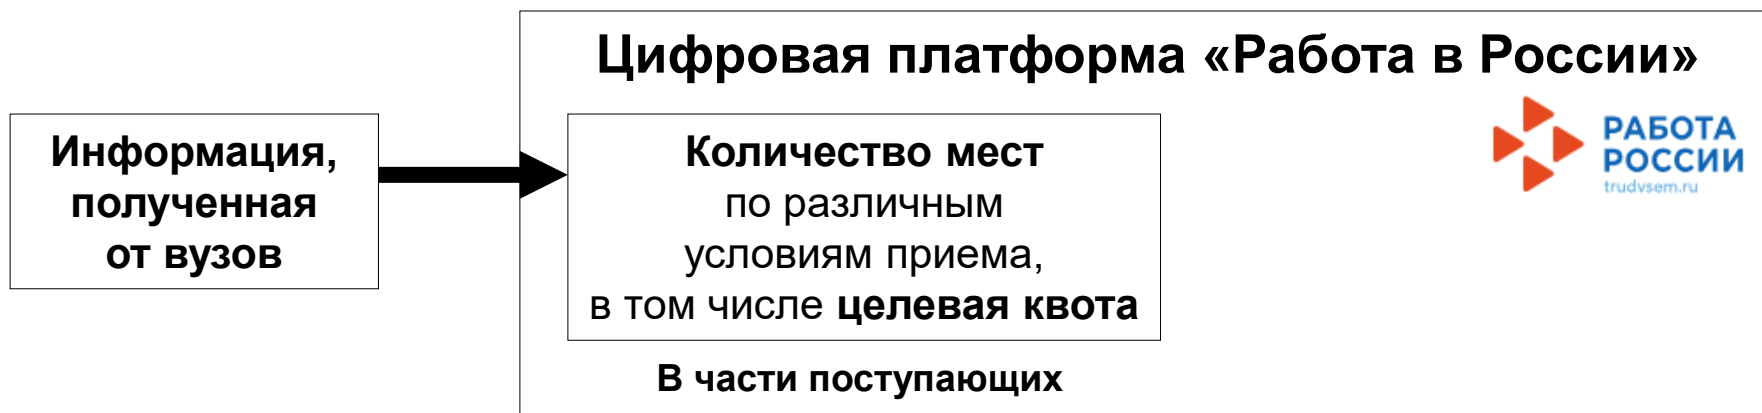 Цифровая платформа «Работа в России»
Информация,
полученная
от вузов
Количество мест
по различным
условиям приема,
в том числе целевая квота
РАБОТА
РОССИИ
trudvsem.ru
В части поступающих